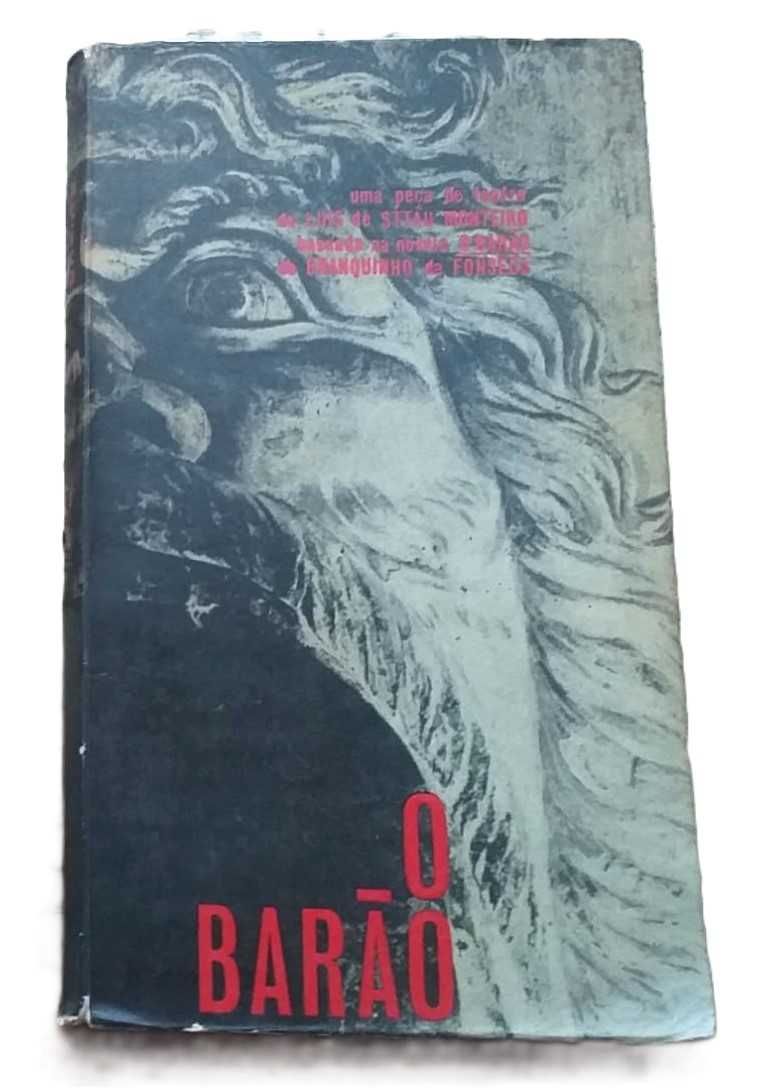 uma peça de teatro
de LUIS de STTAU MONTEIRO
baseada na novela O BARÃO
de BRANQUINHO da FONSECA
O
BARÃO